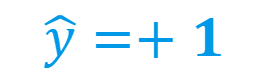 ŷ =+ 1